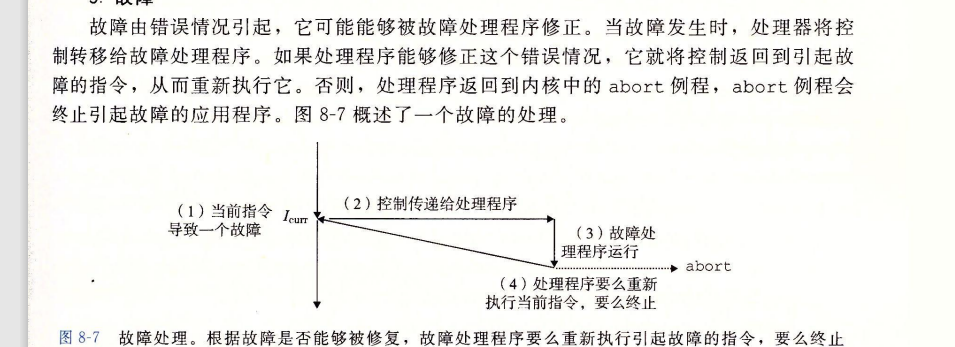 故障由错误情况引起，它可能能够被故障处理程序修正。当故障发生时，处理器将控
制转移给故障处理程序。如果处理程序能够修正这个错误情况，它就将控制返回到引起故
障的指令，从而重新执行它。否则，处理程序返回到内核中的 abort 例程，abort 例程会
终止引起故障的应用程序。图 8-7 概述了一个故障的处理。
（1）当前指令
导致一个故障
Icurr
（2）控制传递给处理程序
（3）故障处
理程序运行
abort
（4）处理程序要么重新
执行当前指令，要么终止
图 8-7 故障处理。根据故障是否能够被修复，故障处理程序要么重新执行引起故障的指令，要么终止